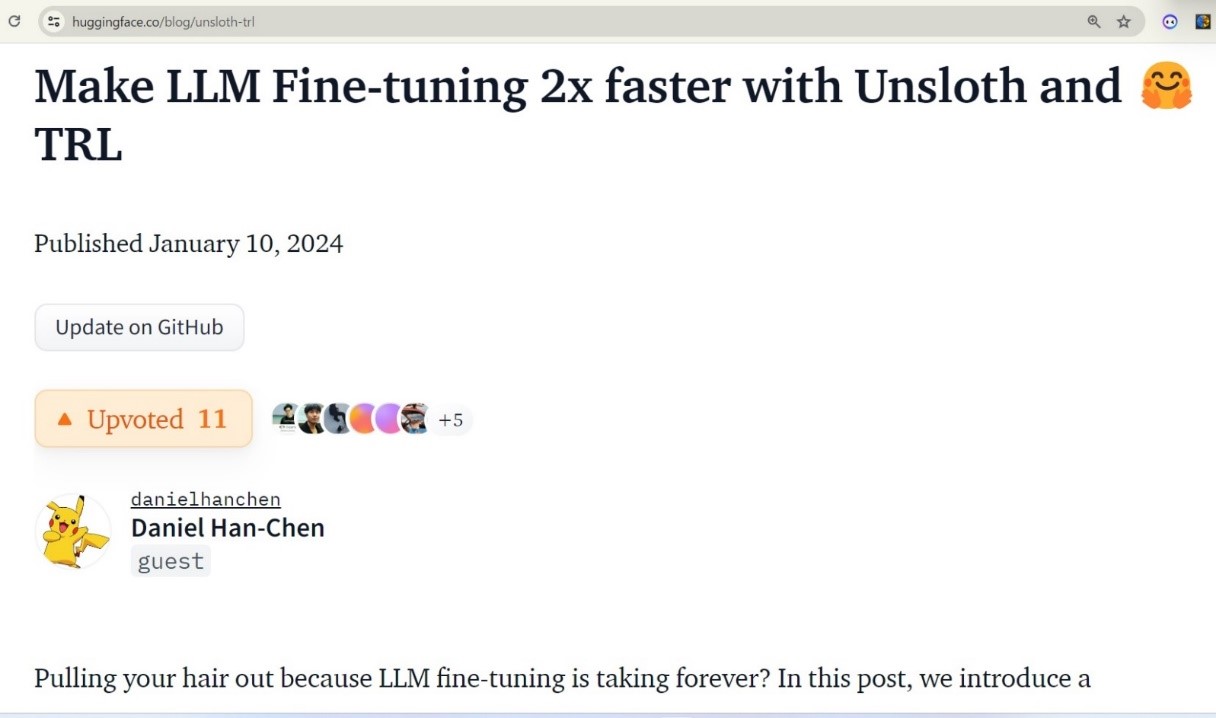 huggingface.co/blog/unsloth-trl
Make LLM Fine-tuning 2x faster with Unsloth and 🤗
TRL
Published January 10, 2024
Update on GitHub
Upvoted 11
+5
danielhanchen
Daniel Han-Chen
guest
Pulling your hair out because LLM fine-tuning is taking forever? In this post, we introduce a